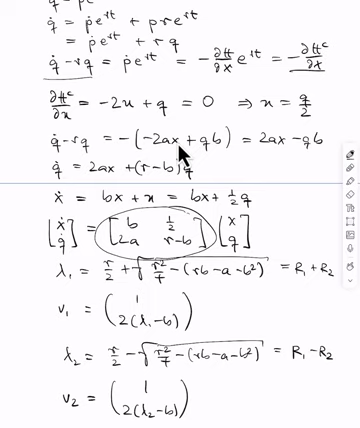 q̇ = ṗe^{rt} + pre^{rt}
= ṗe^{rt} + rq
q̇ - rq = ṗe^{rt} = -∂H/∂x e^{rt} = -∂H^c/∂x
∂H^c/∂u = -2u + q = 0 ⇒ u = q/2
q̇ - rq = -(-2ax + qb) = 2ax - qb
q̇ = 2ax + (r-b)q
ẋ = bx + u = bx + ½q
[ẋ q̇] = [b ½ 2a r-b] [x q]
λ₁ = r/2 + √(r²/4 - (rb - a - b²)) = R₁ + R₂
v₁ = (1 2(λ₁-b))
λ₂ = r/2 - √(r²/4 - (rb - a - b²)) = R₁ - R₂
v₂ = (1 2(λ₂-b))